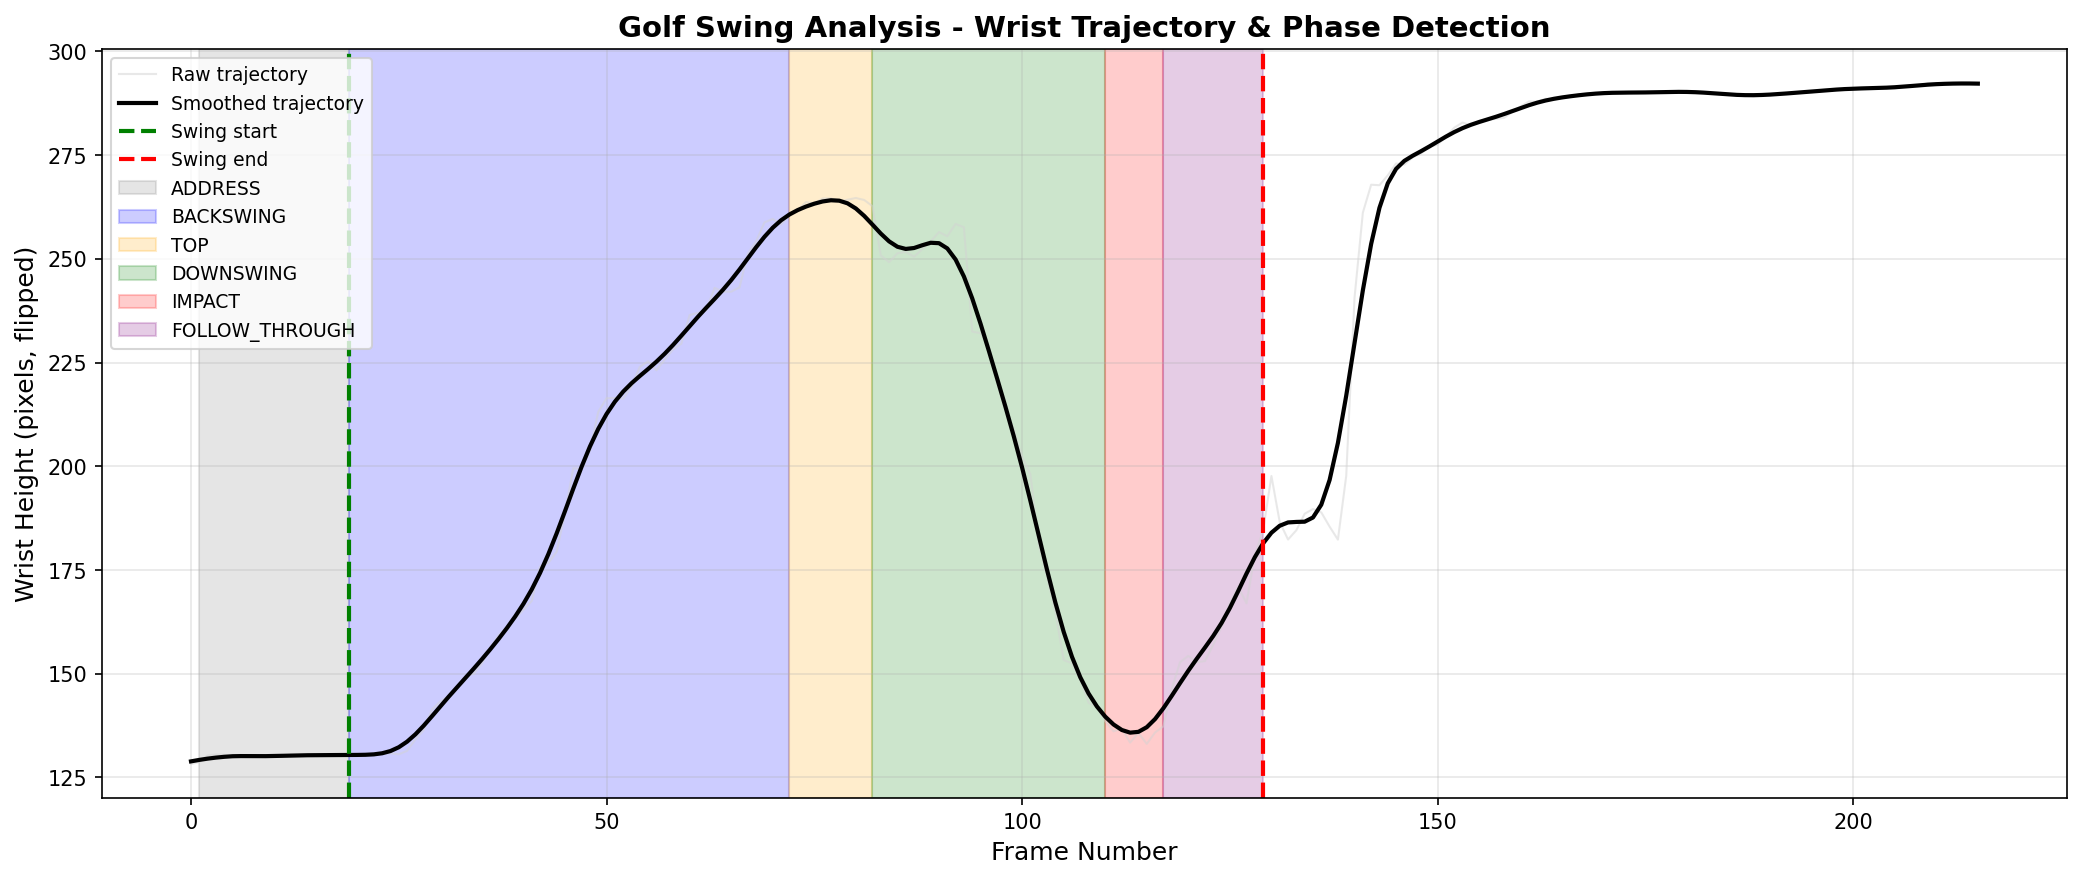 Golf Swing Analysis - Wrist Trajectory & Phase Detection
Wrist Height (pixels, flipped)
300
275
250
225
200
175
150
125
Raw trajectory
Smoothed trajectory
Swing start
Swing end
ADDRESS
BACKSWING
TOP
DOWNSWING
IMPACT
FOLLOW_THROUGH
0 50 100 150 200
Frame Number